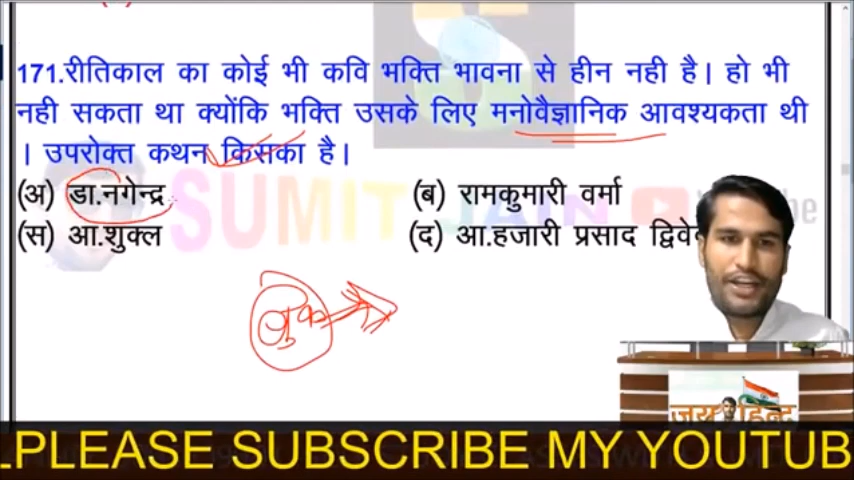 171.रीतिकाल का कोई भी कवि भक्ति भावना से हीन नही है। हो भी
नही सकता था क्योंकि भक्ति उसके लिए मनोवैज्ञानिक आवश्यकता थी
। उपरोक्त कथन किसका है।
(अ) डा.नगेन्द्र
(ब) रामकुमारी वर्मा
(स) आ.शुक्ल
(द) आ.हजारी प्रसाद
SUMIT JAIN
जय हिन्द
PLEASE SUBSCRIBE MY YOUTUB